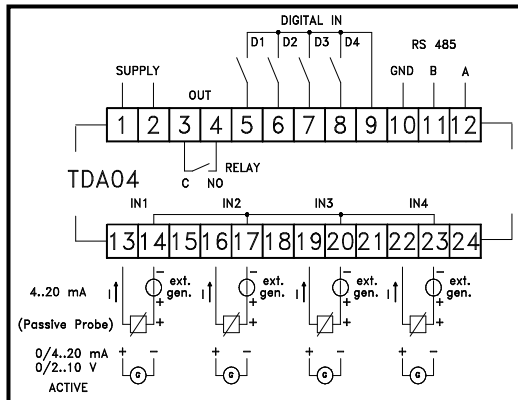 DIGITAL IN
D1 D2 D3 D4
RS 485
SUPPLY
GND B A
OUT
1 2 3 4 5 6 7 8 9 10 11 12
RELAY
C NO
TDA04
IN1 IN2 IN3 IN4
13 14 15 16 17 18 19 20 21 22 23 24
- - - -
4..20 mA I ext. gen. I ext. gen. I ext. gen. I ext. gen.
+ + + +
(Passive Probe) + + + +
0/4..20 mA + - + - + - + -
0/2..10 V
G G G G
ACTIVE